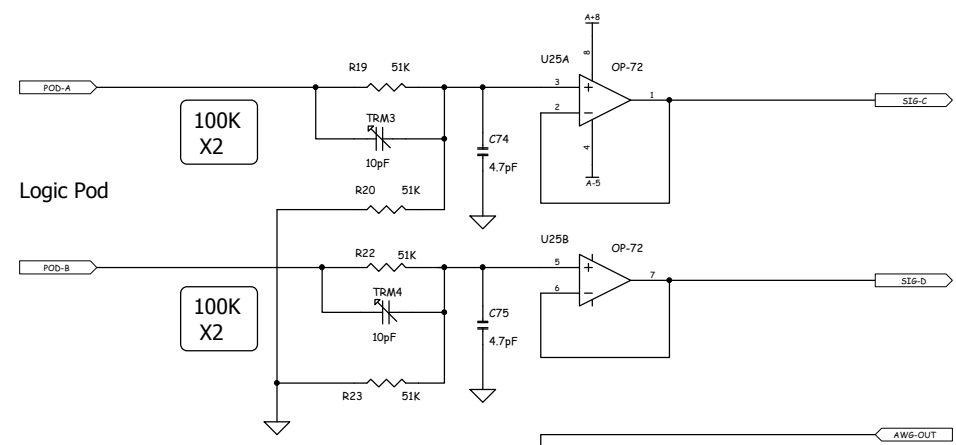 A+8
8
R19 51K
U25A
OP-72
POD-A
3
1
SIG-C
2
TRM3
C74
100K
X2
4
10pF
4.7pF
A-5
Logic Pod
R20 51K
U25B
OP-72
R22 51K
POD-B
5
7
SIG-D
6
TRM4
C75
100K
X2
10pF
4.7pF
R23 51K
AWG-OUT